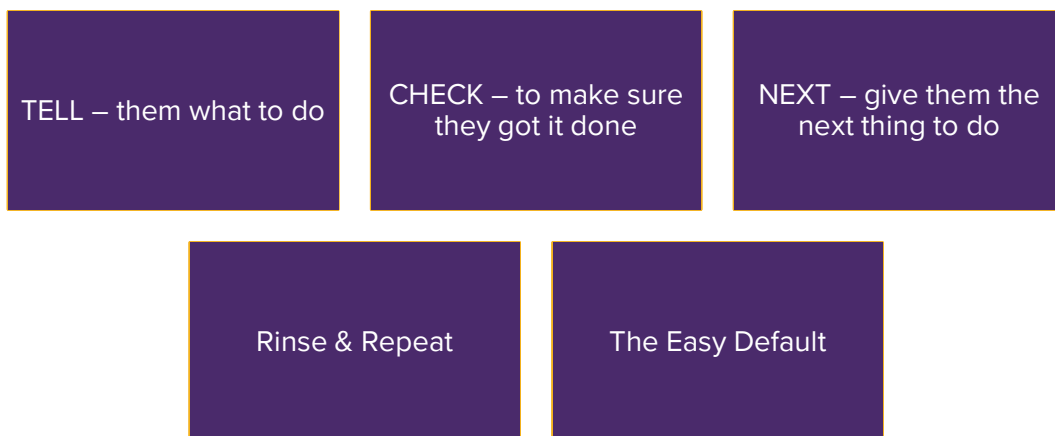 TELL – them what to do
CHECK – to make sure
they got it done
NEXT – give them the
next thing to do
Rinse & Repeat
The Easy Default